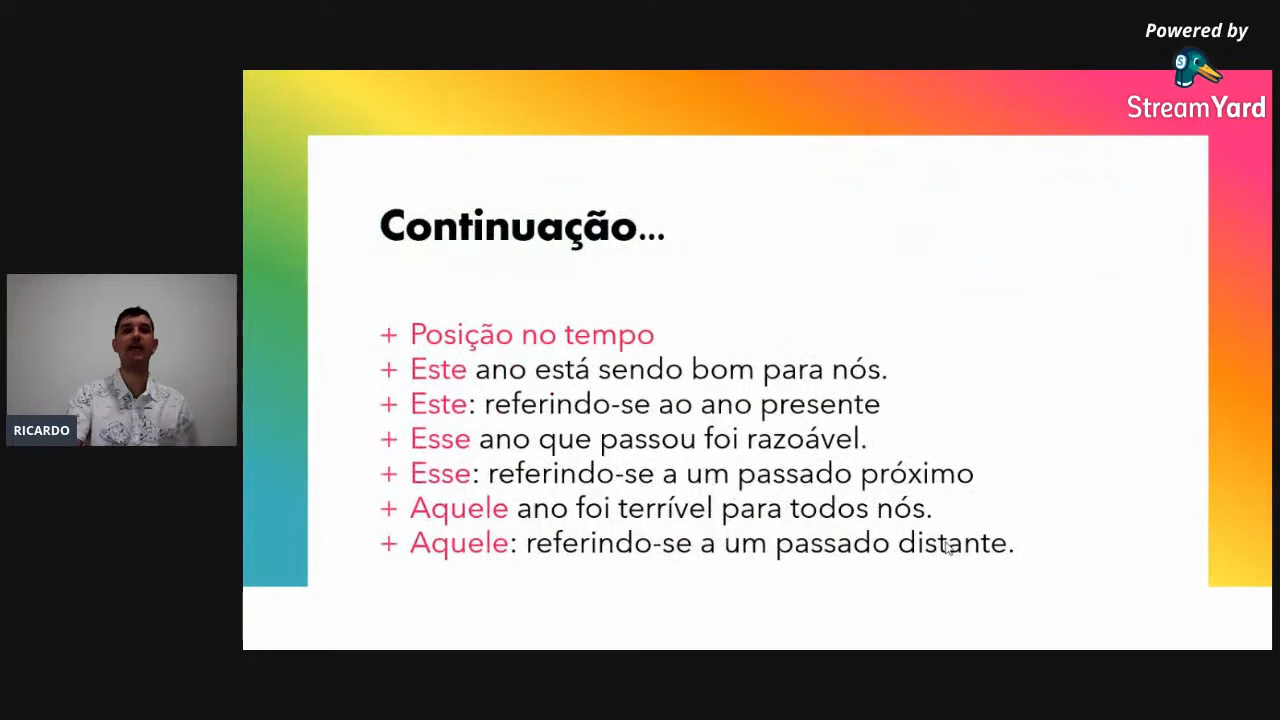 Powered by
StreamYard
Continuação...
+ Posição no tempo
+ Este ano está sendo bom para nós.
+ Este: referindo-se ao ano presente
+ Esse ano que passou foi razoável.
+ Esse: referindo-se a um passado próximo
+ Aquele ano foi terrível para todos nós.
+ Aquele: referindo-se a um passado distante.
RICARDO